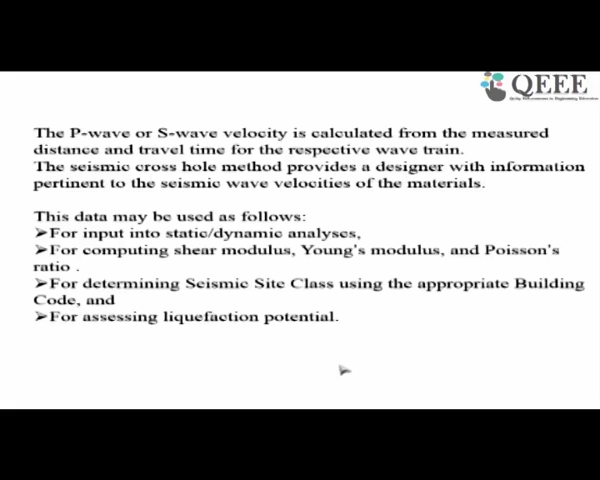 QEEE
The P-wave or S-wave velocity is calculated from the measured
distance and travel time for the respective wave train.
The seismic cross hole method provides a designer with information
pertinent to the seismic wave velocities of the materials.
This data may be used as follows:
➤For input into static/dynamic analyses,
➤For computing shear modulus, Young's modulus, and Poisson's
ratio .
➤For determining Seismic Site Class using the appropriate Building
Code, and
➤For assessing liquefaction potential.